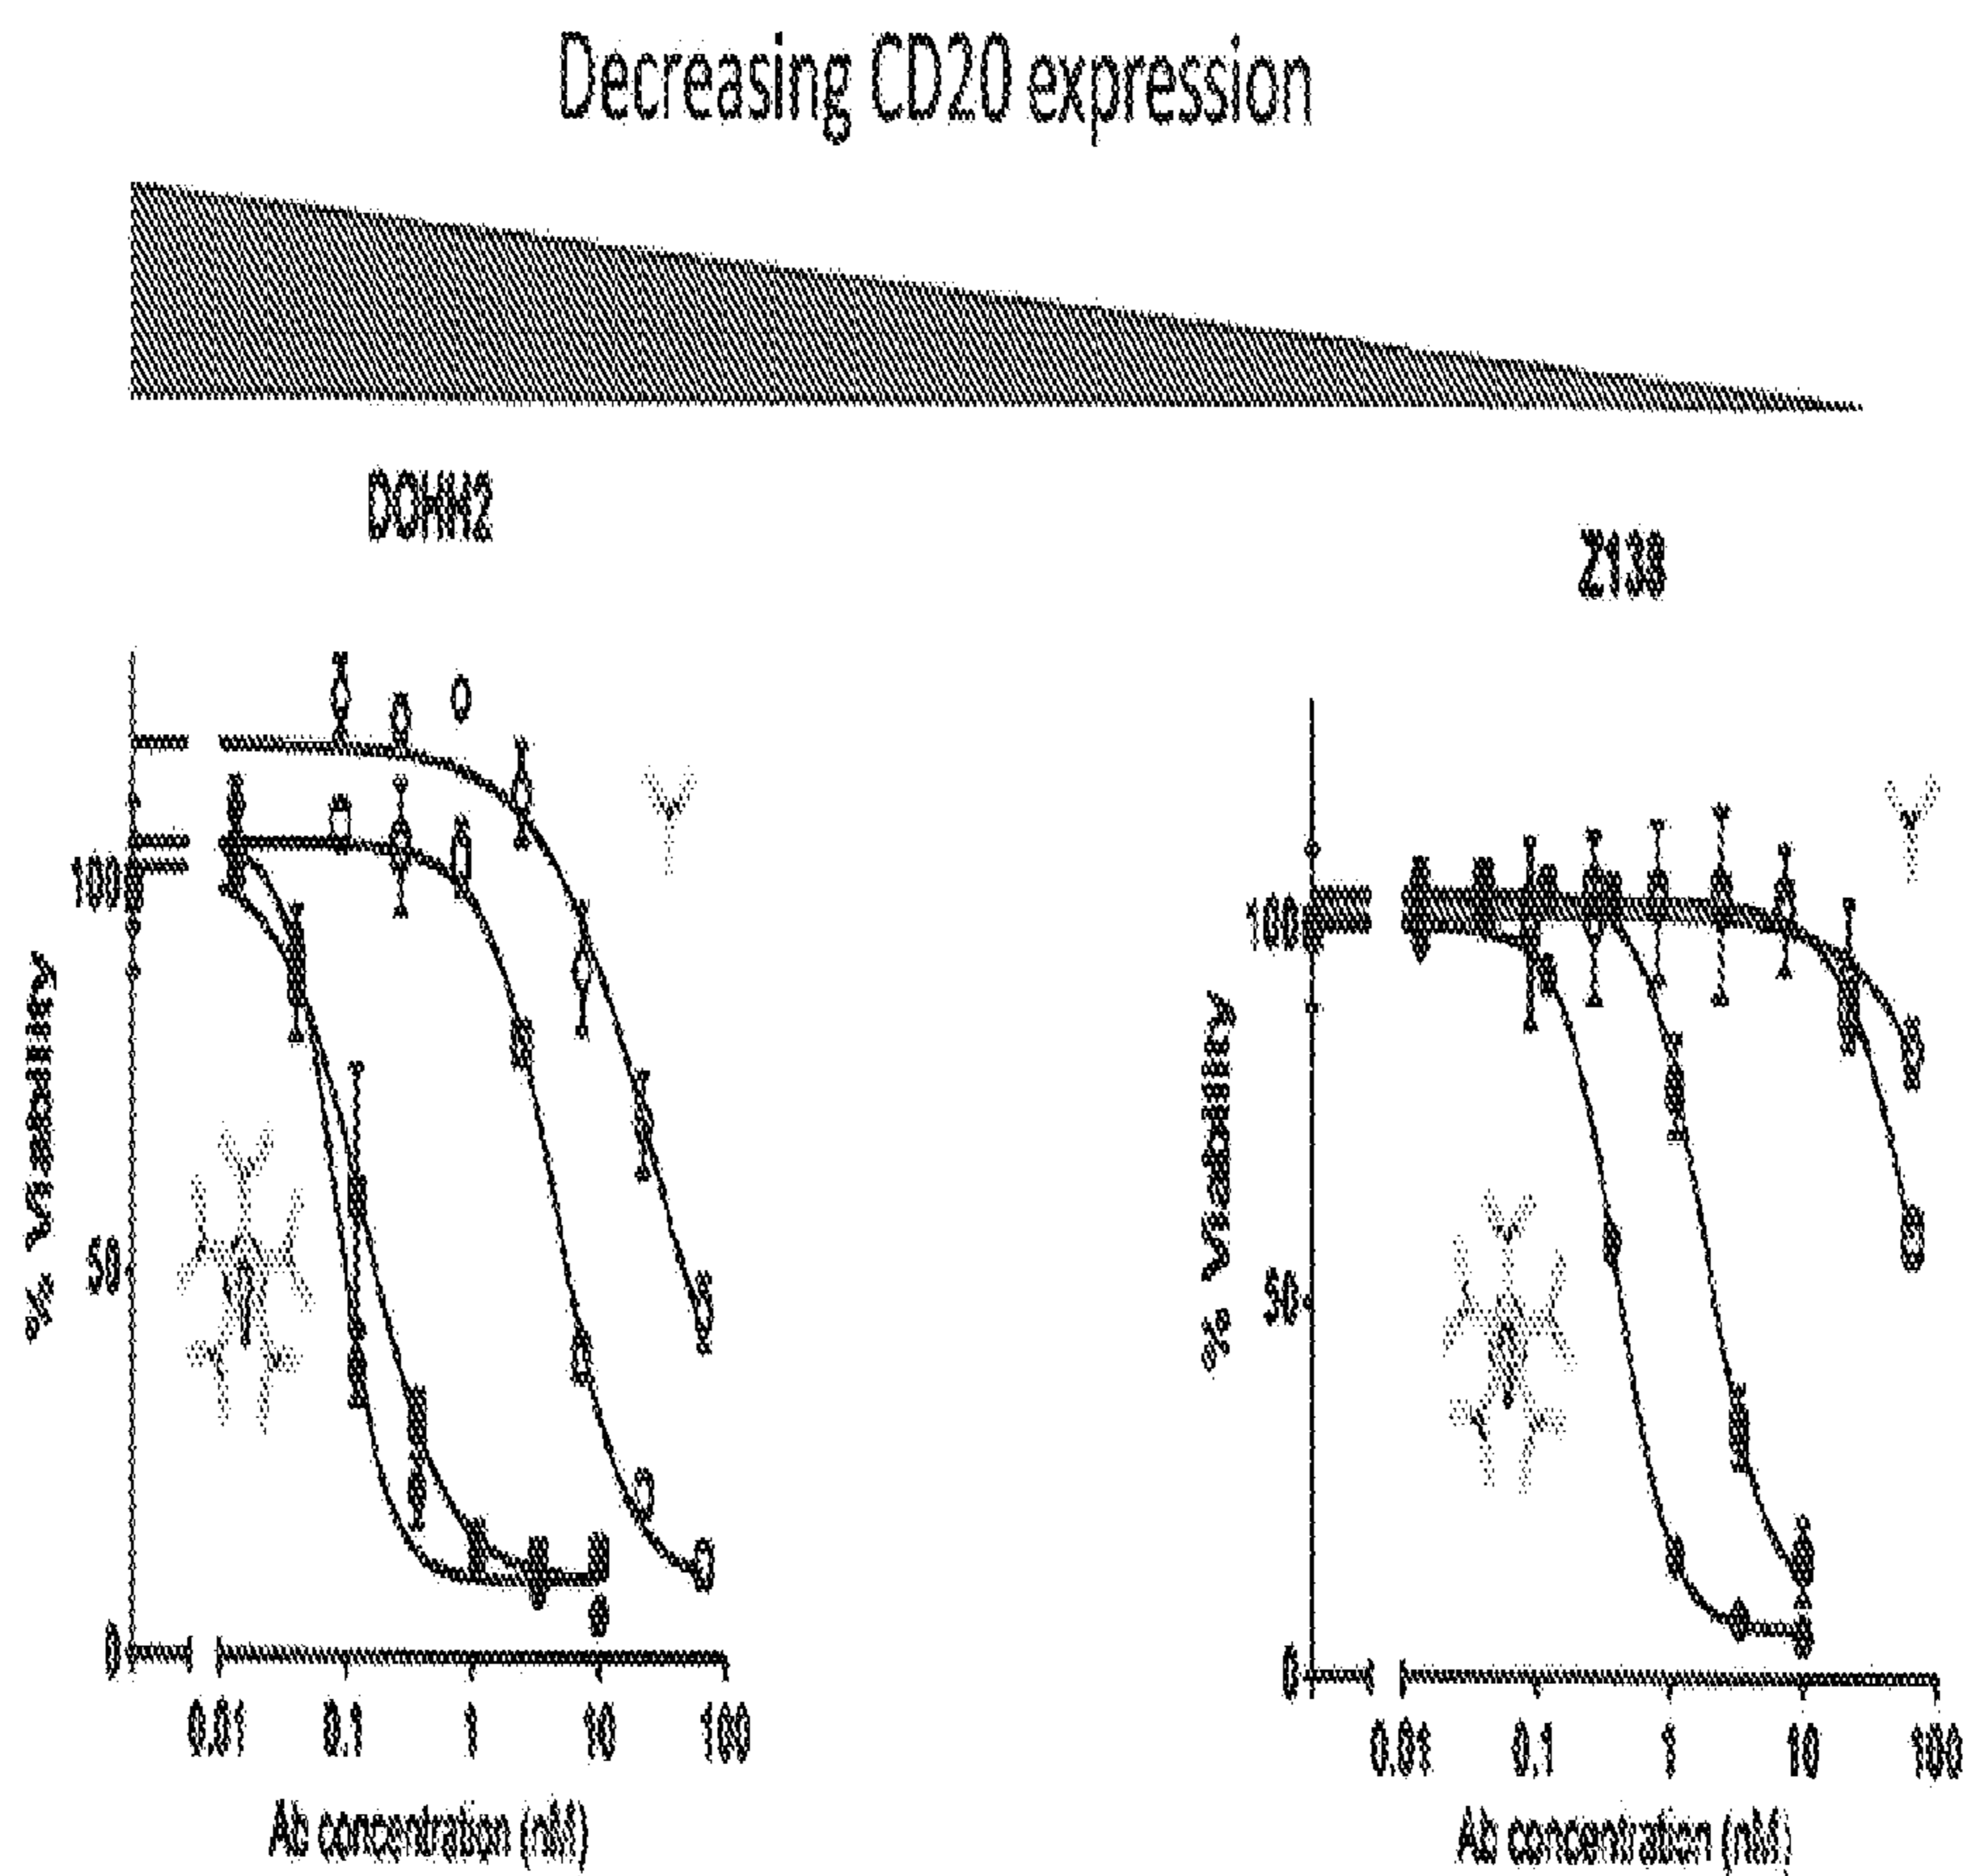 Decreasing CD20 expression
DOHH2
Z138
% Viability
100
50
0
0.01 0.1 1 10 100
Ab concentration (nM)
% Viability
100
50
0
0.01 0.1 1 10 100
Ab concentration (nM)